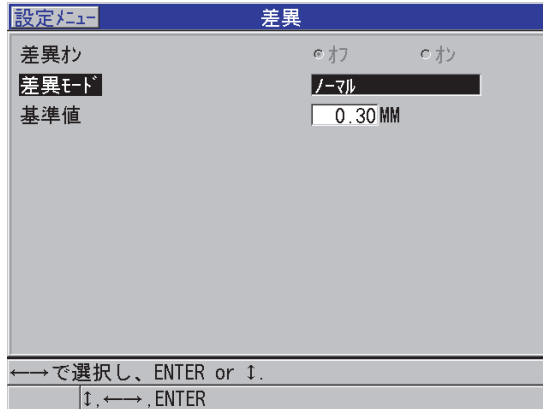 設定ﾒﾆｭｰ 差異
差異ｵﾝ ｵﾌ ｵﾝ
差異ﾓｰﾄﾞ ﾉｰﾏﾙ
基準値 0.30 MM
←→で選択し、ENTER or ↕.
↕,←→,ENTER